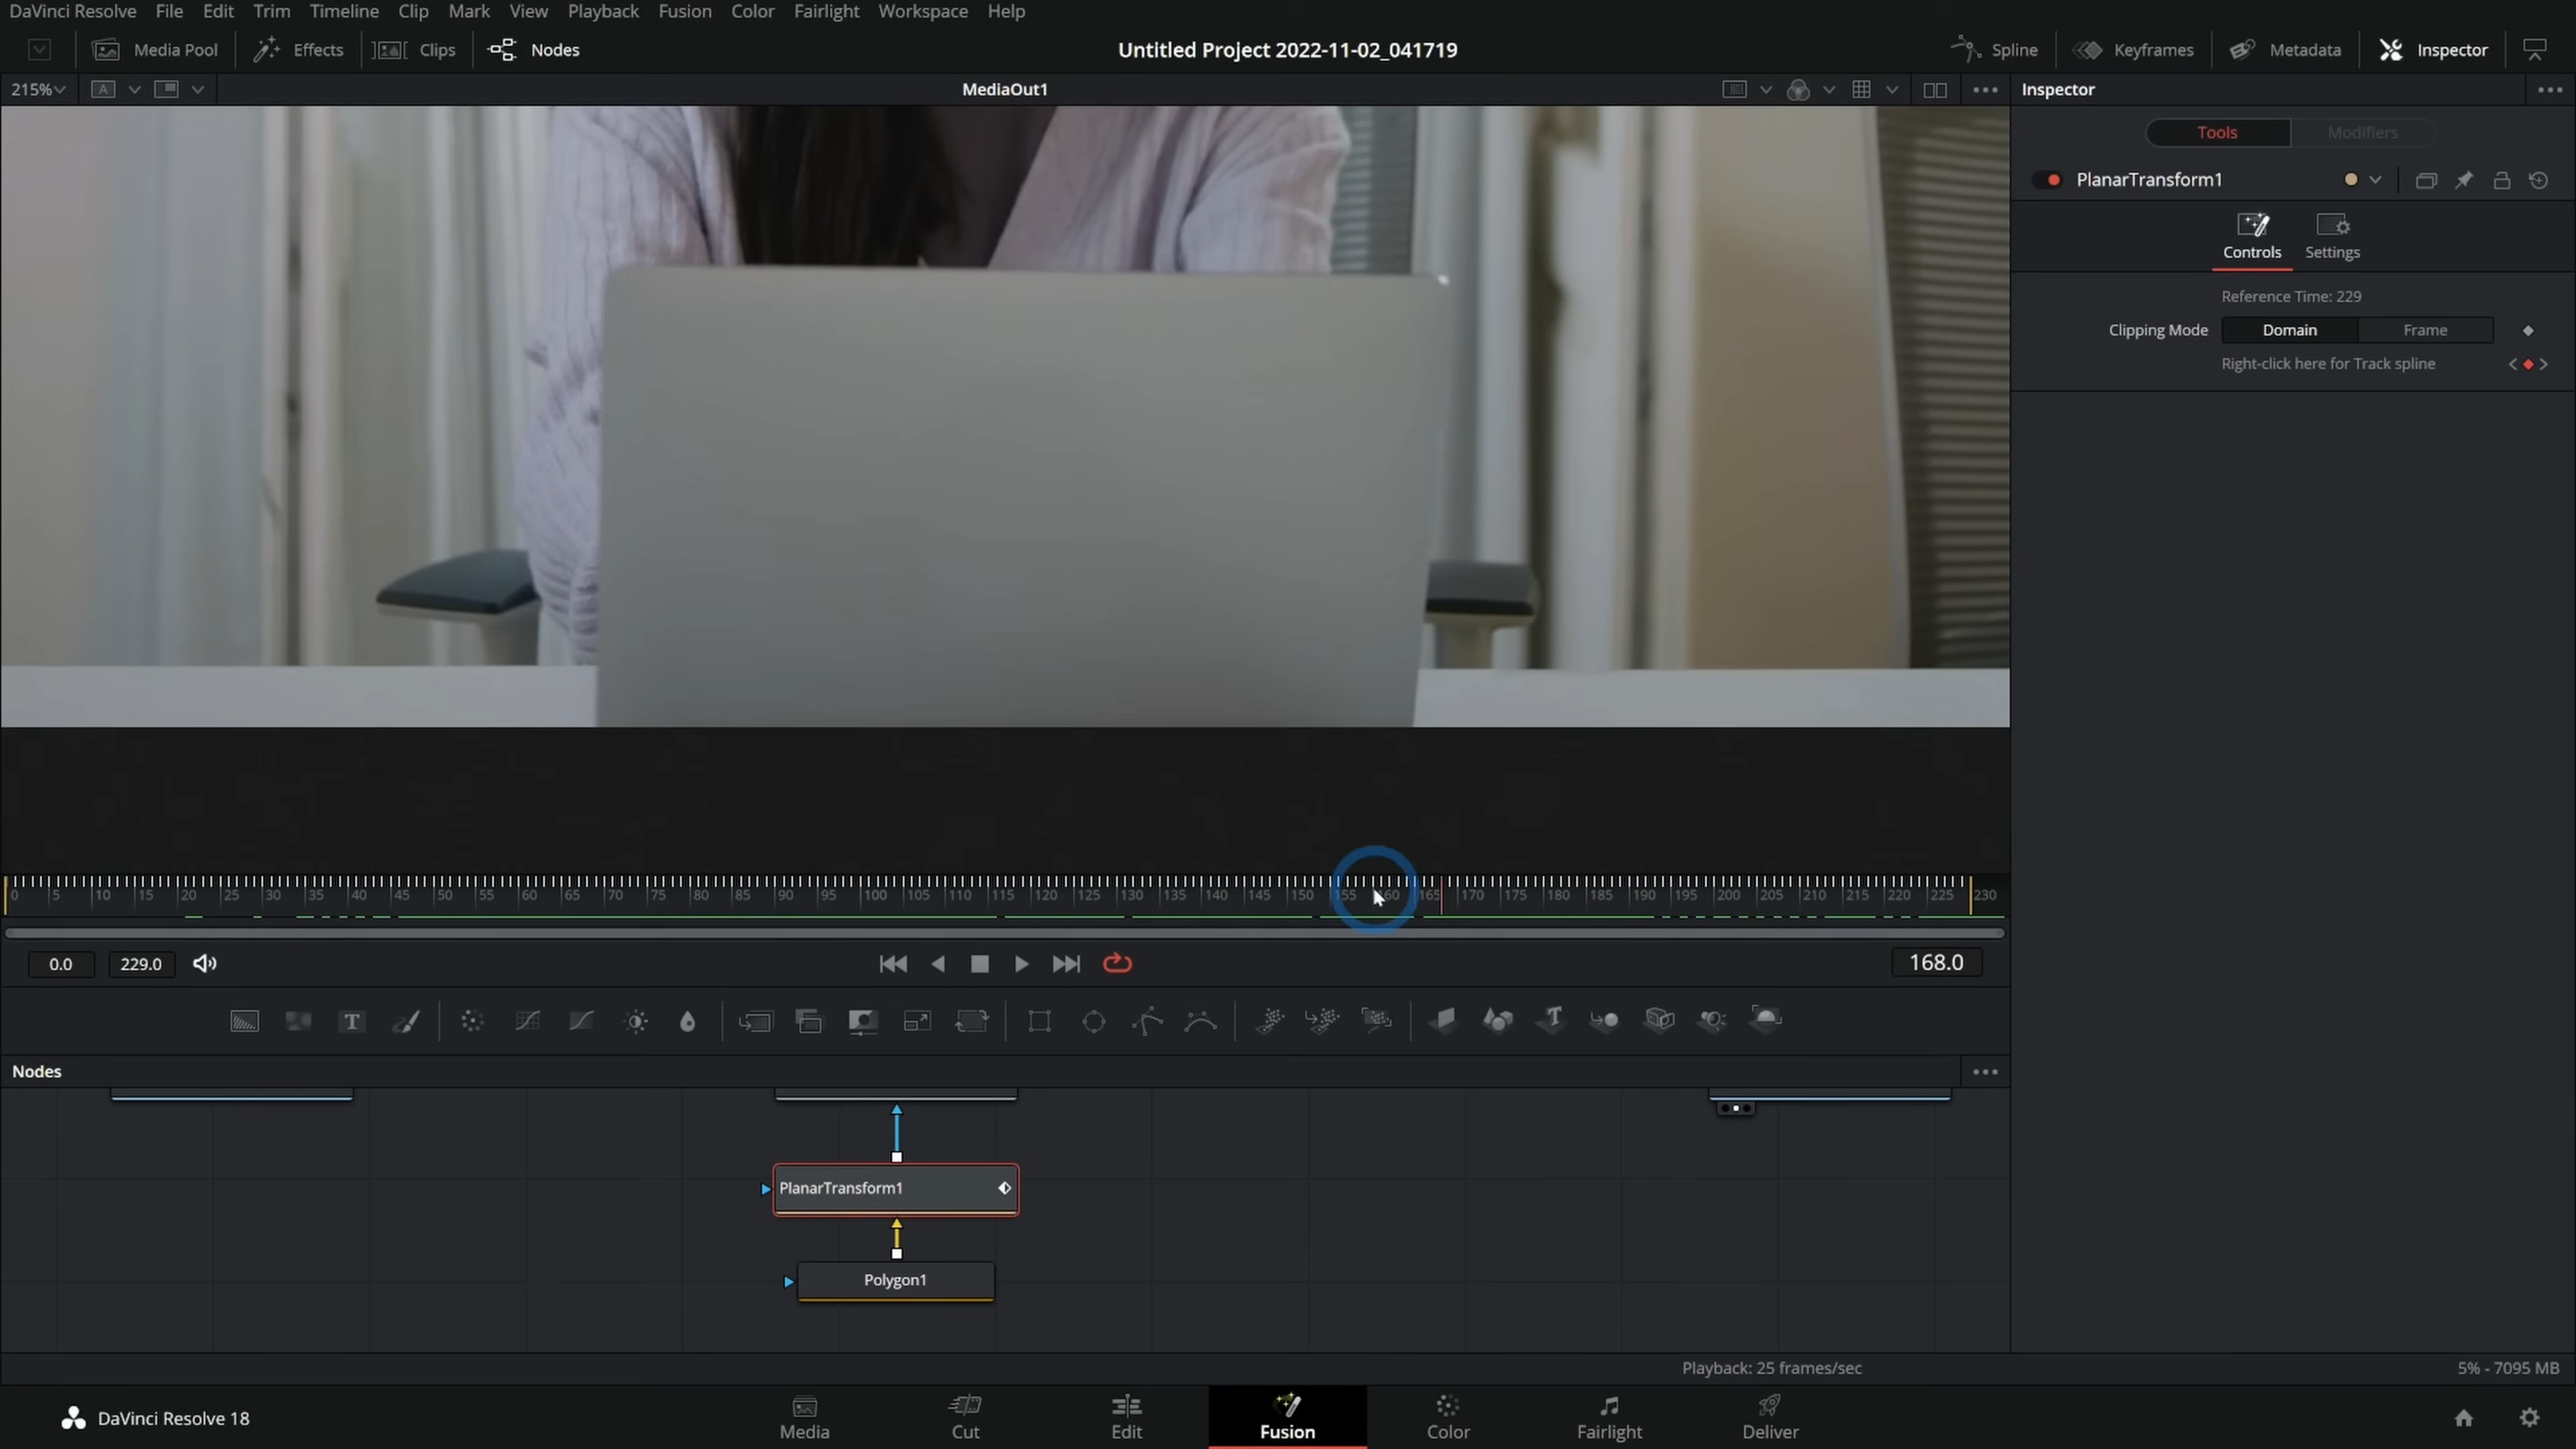 DaVinci Resolve File Edit Trim Timeline Clip Mark View Playback Fusion Color Fairlight Workspace Help
Media Pool Effects Clips Nodes Untitled Project 2022-11-02_041719 Spline Keyframes Metadata Inspector
215% A MediaOut1 Inspector
Tools Modifiers
PlanarTransform1
Controls Settings
Reference Time: 229
Clipping Mode Domain Frame
Right-click here for Track spline
0 5 10 15 20 25 30 35 40 45 50 55 60 65 70 75 80 85 90 95 100 105 110 115 120 125 130 135 140 145 150 155 160 165 170 175 180 185 190 195 200 205 210 215 220 225 230
0.0 229.0 168.0
T T
Nodes
PlanarTransform1
Polygon1
Playback: 25 frames/sec 5% - 7095 MB
DaVinci Resolve 18 Media Cut Edit Fusion Color Fairlight Deliver